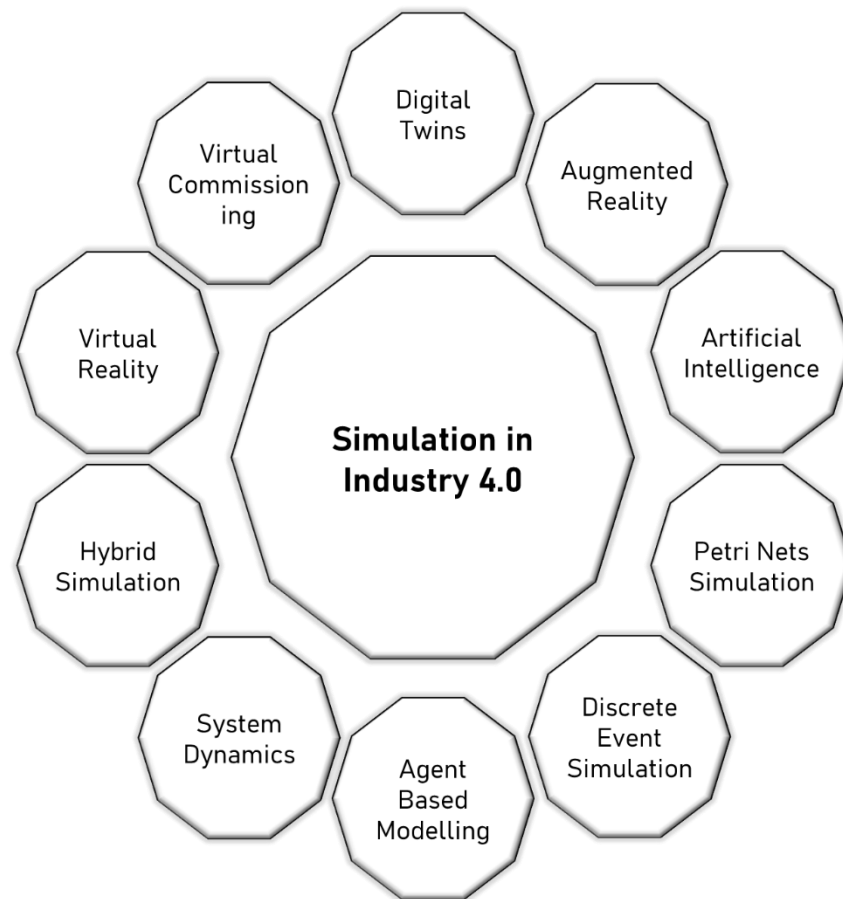 Digital
Twins
Augmented
Reality
Artificial
Intelligence
Petri Nets
Simulation
Discrete
Event
Simulation
Agent
Based
Modelling
System
Dynamics
Hybrid
Simulation
Virtual
Reality
Virtual
Commission
ing
Simulation in
Industry 4.0